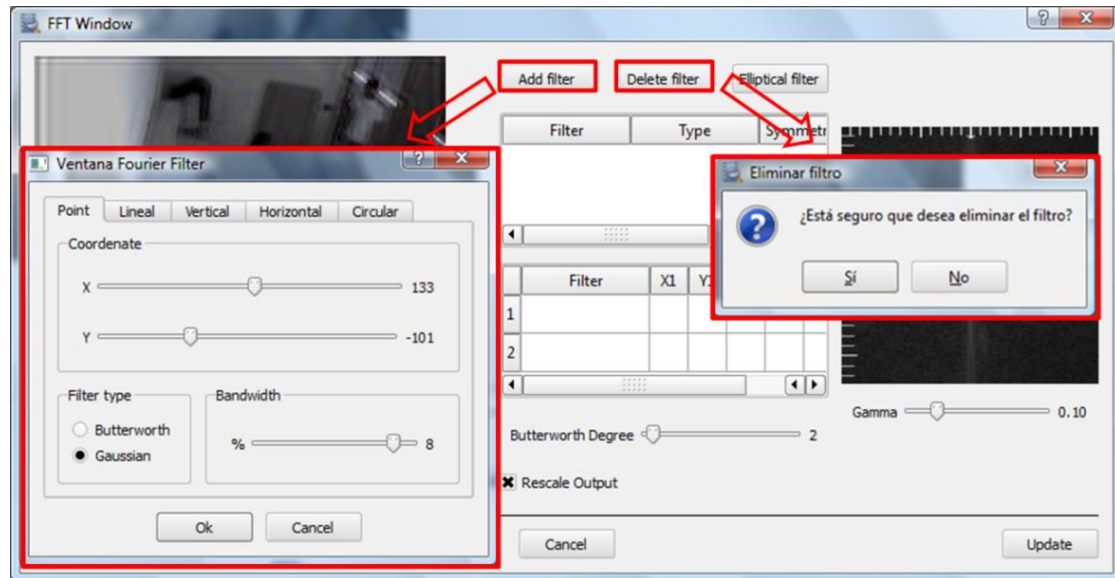 FFT Window
Add filter
Delete filter
Elliptical filter
Filter Type Symmetr
Ventana Fourier Filter
Point Lineal Vertical Horizontal Circular
Coordenate
X 133
Y -101
Filter type
Butterworth
Gaussian
Bandwidth
% 8
Ok Cancel
Eliminar filtro
¿Está seguro que desea eliminar el filtro?
Sí No
Filter X1
1
2
Gamma 0.10
Butterworth Degree 2
Rescale Output
Cancel Update